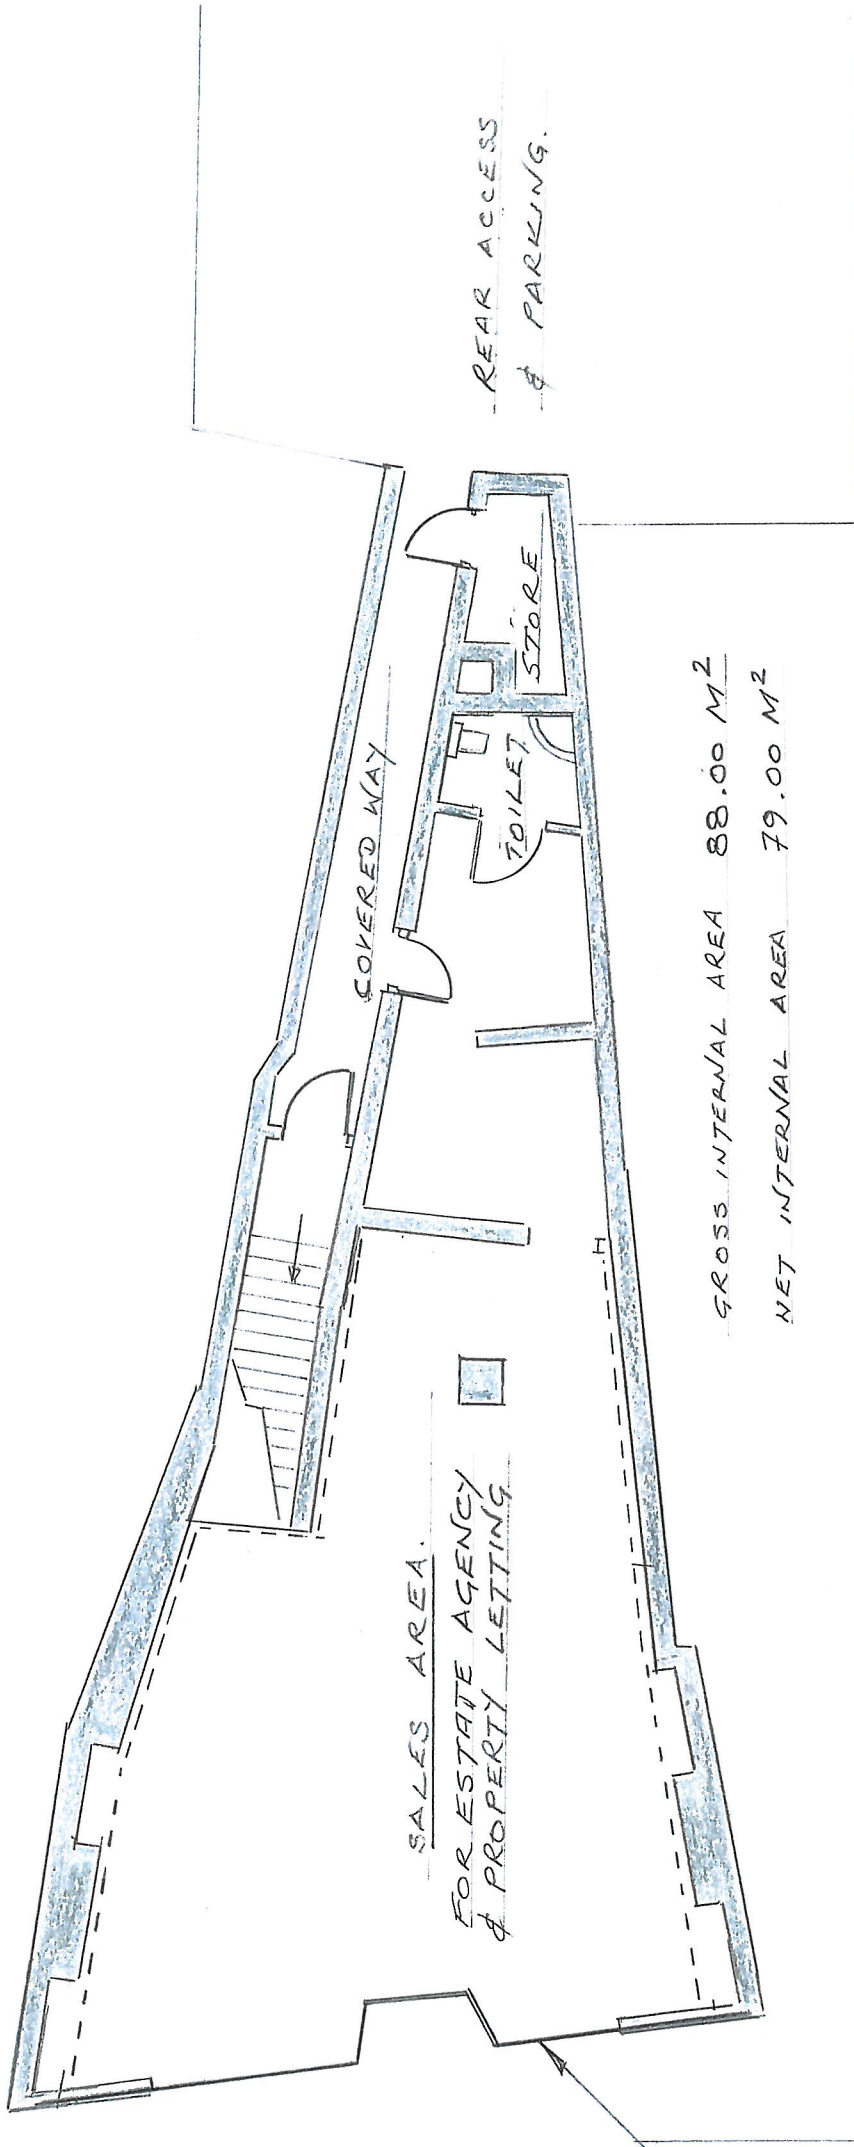 REAR ACCESS
& PARKING.
COVERED WAY
STORE
TOILET
SALES AREA.
FOR ESTATE AGENCY
& PROPERTY LETTING
GROSS INTERNAL AREA 88.00 M²
NET INTERNAL AREA 79.00 M²